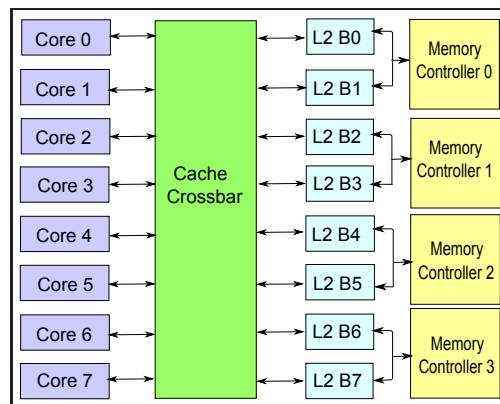 Core 0
Core 1
Core 2
Core 3
Core 4
Core 5
Core 6
Core 7
Cache
Crossbar
L2 B0
L2 B1
L2 B2
L2 B3
L2 B4
L2 B5
L2 B6
L2 B7
Memory
Controller 0
Memory
Controller 1
Memory
Controller 2
Memory
Controller 3